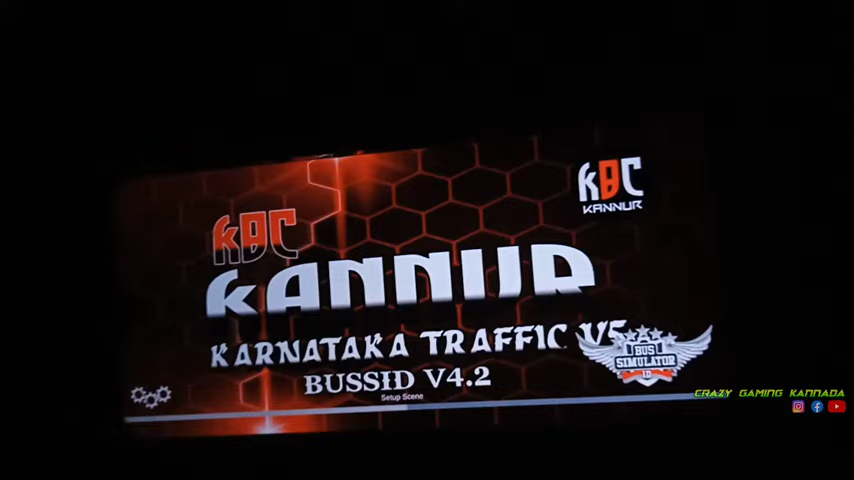 KBC
KANNUR
KBC
KANNUR
KARNATAKA TRAFFIC V5
BUS
SIMULATOR
ID
BUSSID V4.2
Setup Scene
CRAZY GAMING KANNADA